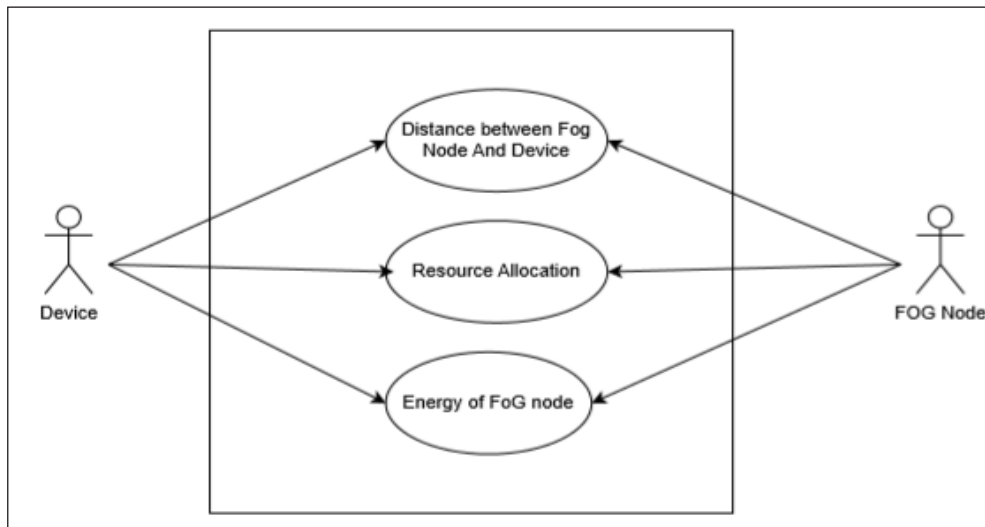 Distance between Fog
Node And Device
Resource Allocation
Device
FOG Node
Energy of FoG node